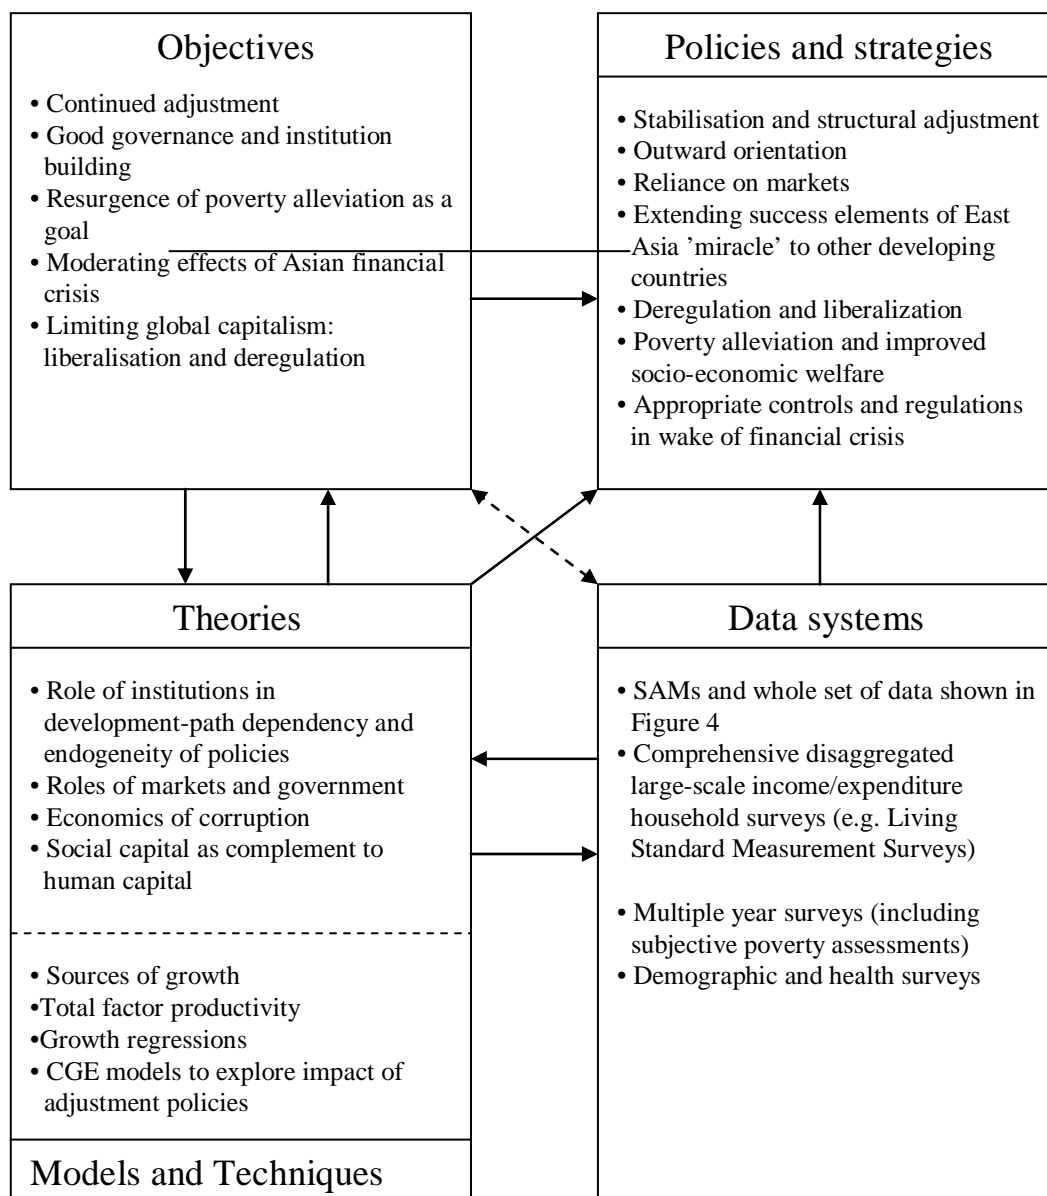 Objectives
• Continued adjustment
• Good governance and institution
building
• Resurgence of poverty alleviation as a
goal
• Moderating effects of Asian financial
crisis
• Limiting global capitalism:
liberalisation and deregulation
Policies and strategies
• Stabilisation and structural adjustment
• Outward orientation
• Reliance on markets
• Extending success elements of East
Asia ’miracle’ to other developing
countries
• Deregulation and liberalization
• Poverty alleviation and improved
socio-economic welfare
• Appropriate controls and regulations
in wake of financial crisis
Theories
• Role of institutions in
development-path dependency and
endogeneity of policies
• Roles of markets and government
• Economics of corruption
• Social capital as complement to
human capital
• Sources of growth
•Total factor productivity
•Growth regressions
• CGE models to explore impact of
adjustment policies
Models and Techniques
Data systems
• SAMs and whole set of data shown in
Figure 4
• Comprehensive disaggregated
large-scale income/expenditure
household surveys (e.g. Living
Standard Measurement Surveys)
• Multiple year surveys (including
subjective poverty assessments)
• Demographic and health surveys